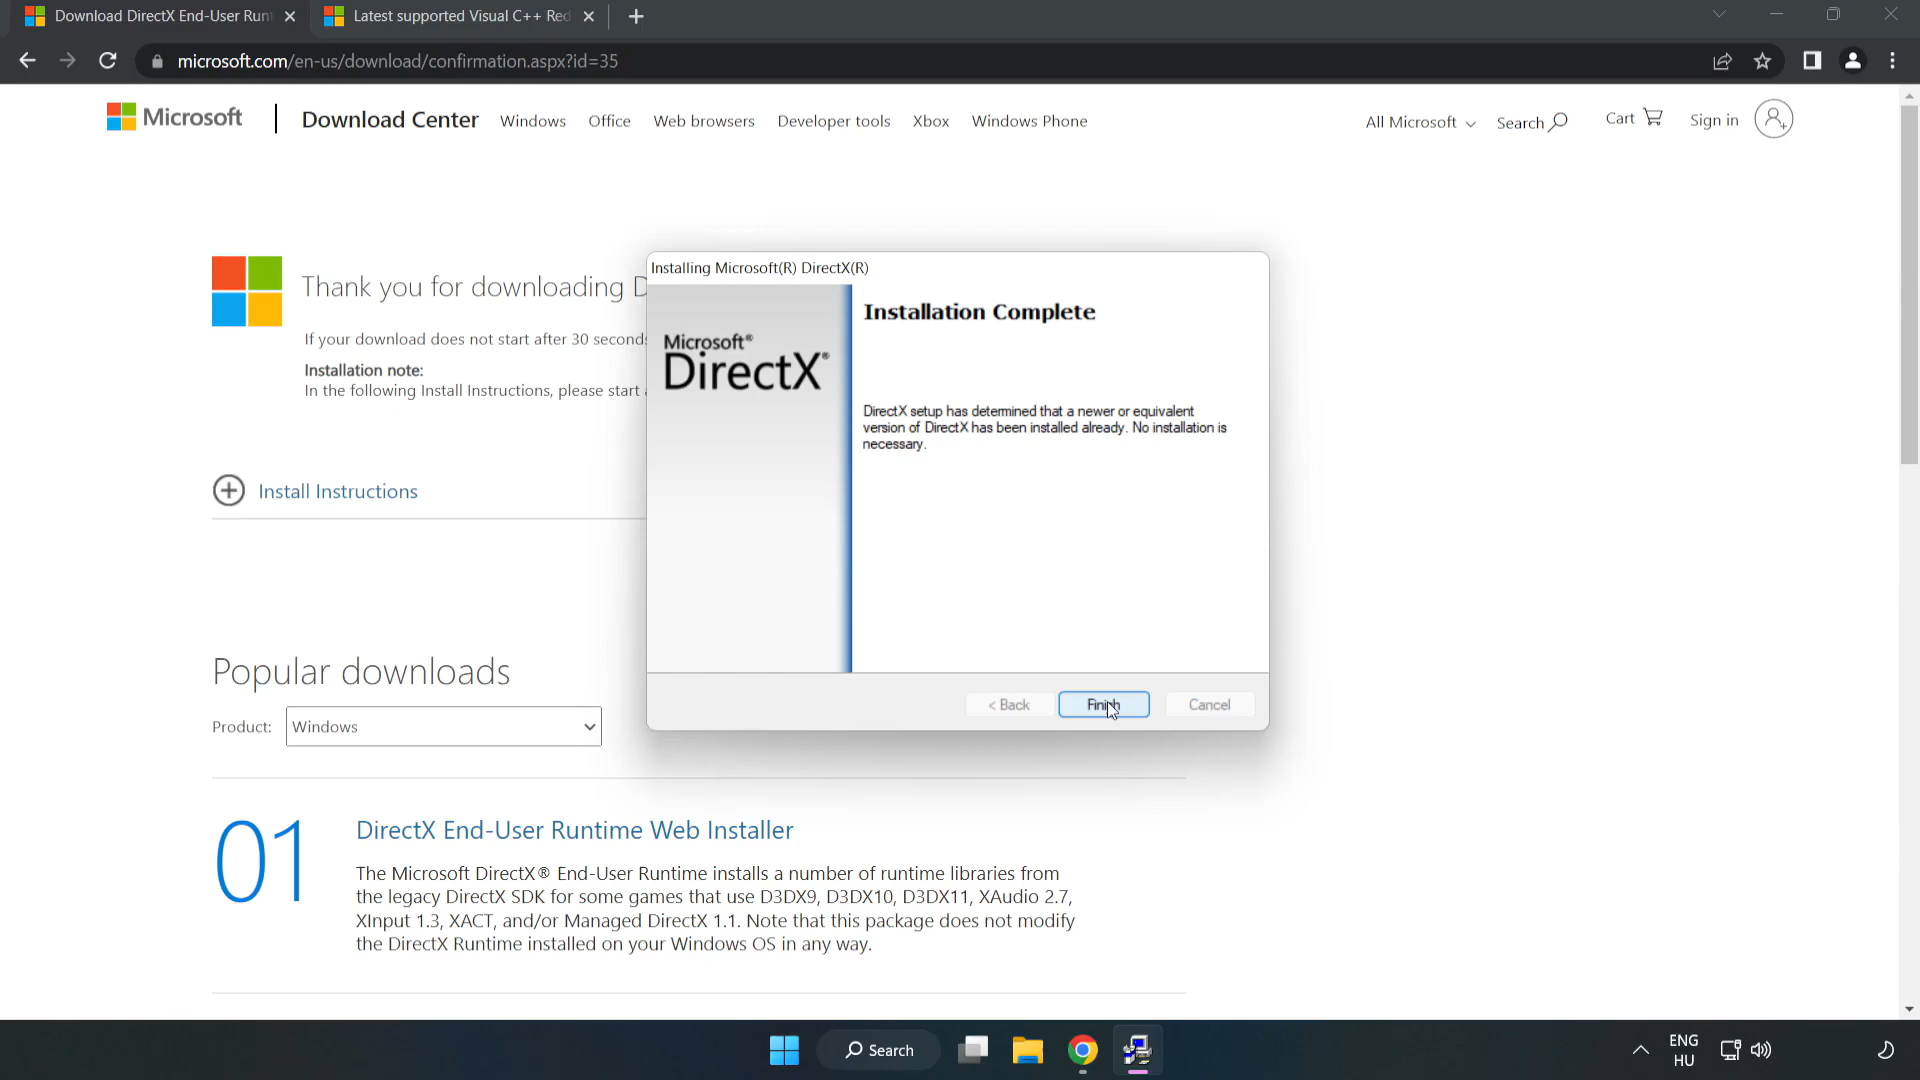 Download DirectX End-User Run
Latest supported Visual C++ Red
microsoft.com/en-us/download/confirmation.aspx?id=35
Microsoft
Download Center
Windows
Office
Web browsers
Developer tools
Xbox
Windows Phone
All Microsoft
Search
Cart
Sign in
Thank you for downloading D
If your download does not start after 30 seconds
Installation note:
In the following Install Instructions, please start a
Install Instructions
Installing Microsoft(R) DirectX(R)
Microsoft®
DirectX®
Installation Complete
DirectX setup has determined that a newer or equivalent
version of DirectX has been installed already. No installation is
necessary.
< Back
Finish
Cancel
Popular downloads
Product:
Windows
01
DirectX End-User Runtime Web Installer
The Microsoft DirectX® End-User Runtime installs a number of runtime libraries from
the legacy DirectX SDK for some games that use D3DX9, D3DX10, D3DX11, XAudio 2.7,
XInput 1.3, XACT, and/or Managed DirectX 1.1. Note that this package does not modify
the DirectX Runtime installed on your Windows OS in any way.
Search
ENG
HU